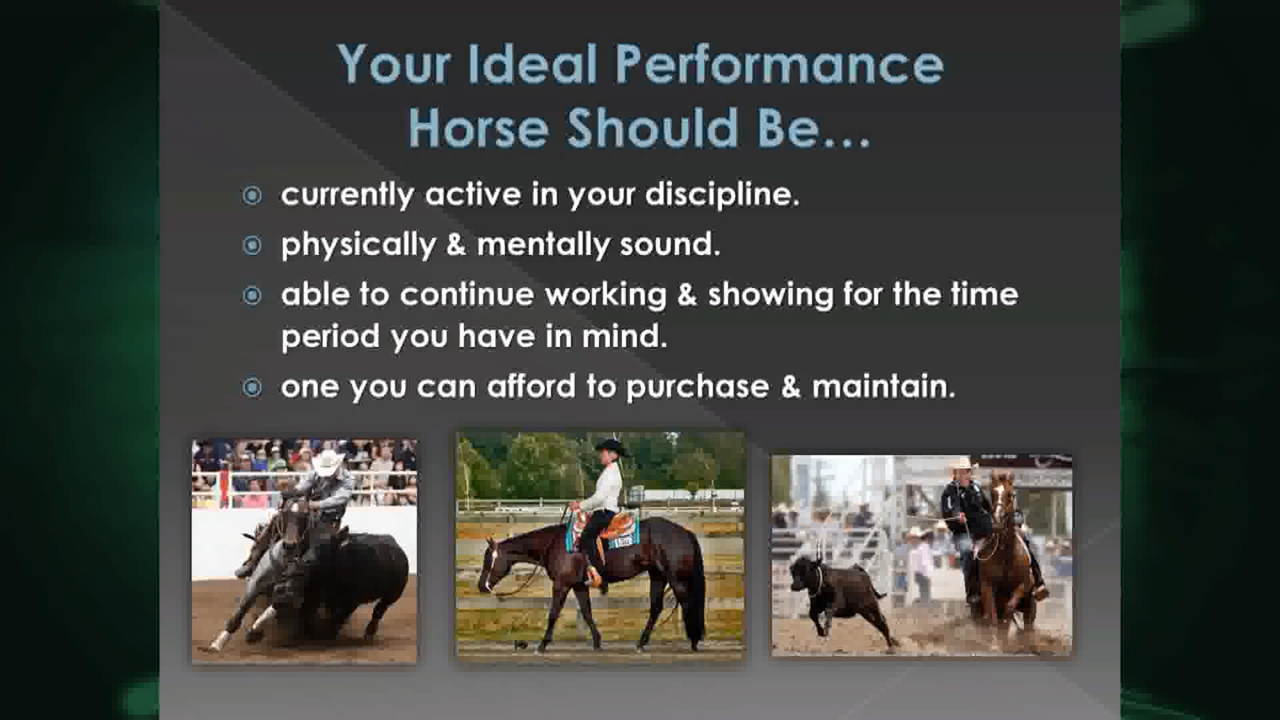 Your Ideal Performance
Horse Should Be...
currently active in your discipline.
physically & mentally sound.
able to continue working & showing for the time
period you have in mind.
one you can afford to purchase & maintain.